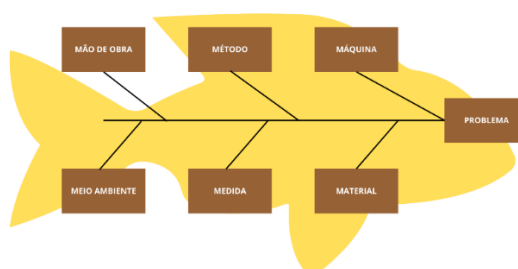 MÃO DE OBRA
MÉTODO
MÁQUINA
PROBLEMA
MEIO AMBIENTE
MEDIDA
MATERIAL